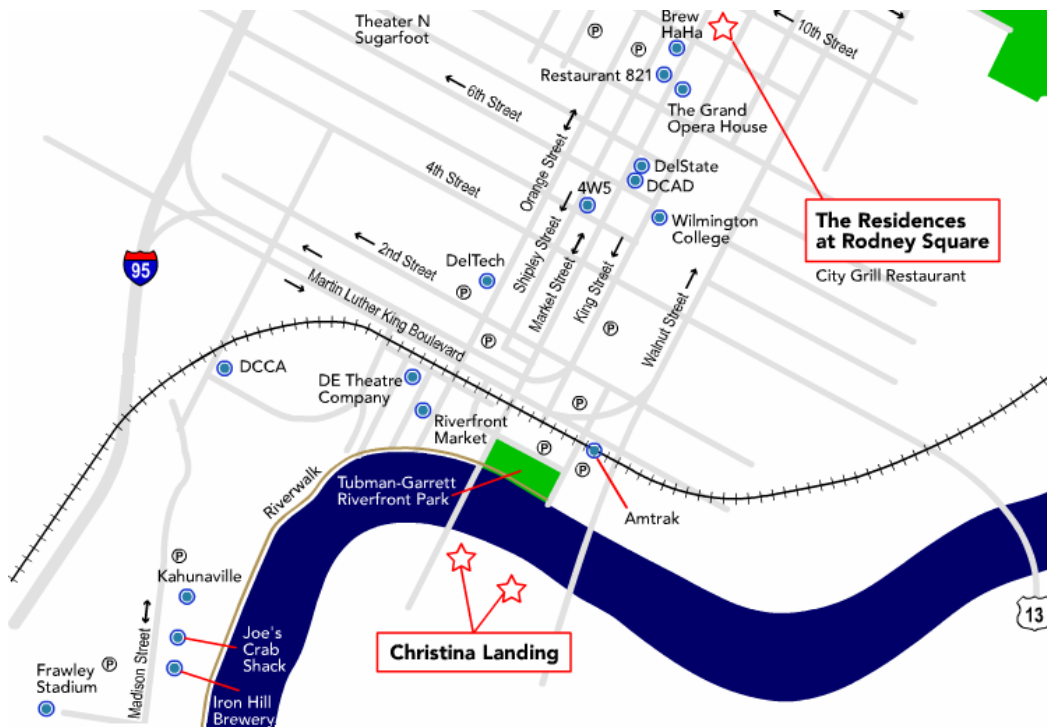 Theater N
Sugarfoot
Brew
HaHa
10th Street
Restaurant 821
6th Street
The Grand
Opera House
Orange Street
4th Street
DelState
4W5
DCAD
Wilmington
College
The Residences
at Rodney Square
City Grill Restaurant
2nd Street
DelTech
Shipley Street
Market Street
King Street
Walnut Street
95
Martin Luther King Boulevard
P
P
P
P
P
P
P
P
P
P
DCCA
DE Theatre
Company
Riverfront
Market
Riverwalk
Tubman-Garrett
Riverfront Park
Amtrak
Kahunaville
13
Joe's
Crab
Shack
Christina Landing
Madison Street
Frawley
Stadium
Iron Hill
Brewery